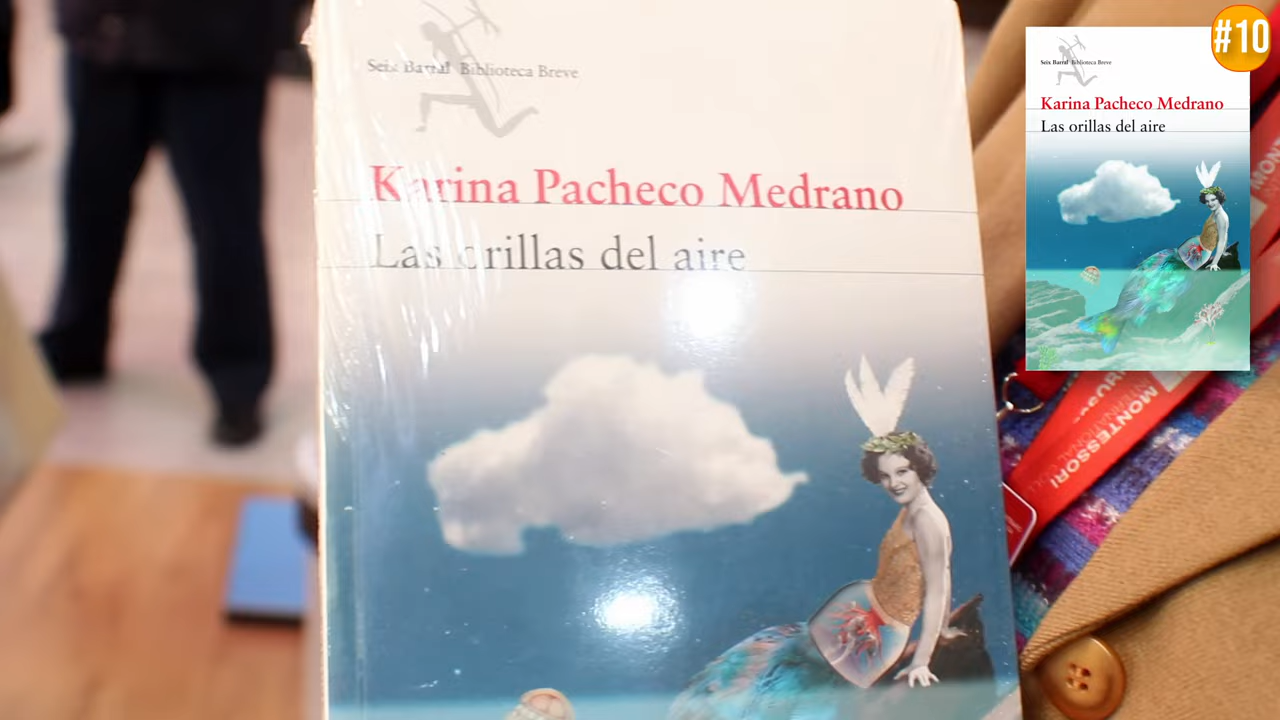 Seix Barral Biblioteca Breve
Karina Pacheco Medrano
Las orillas del aire
#10
Seix Barral Biblioteca Breve
Karina Pacheco Medrano
Las orillas del aire
MONTESSORI
INTERNATIONAL